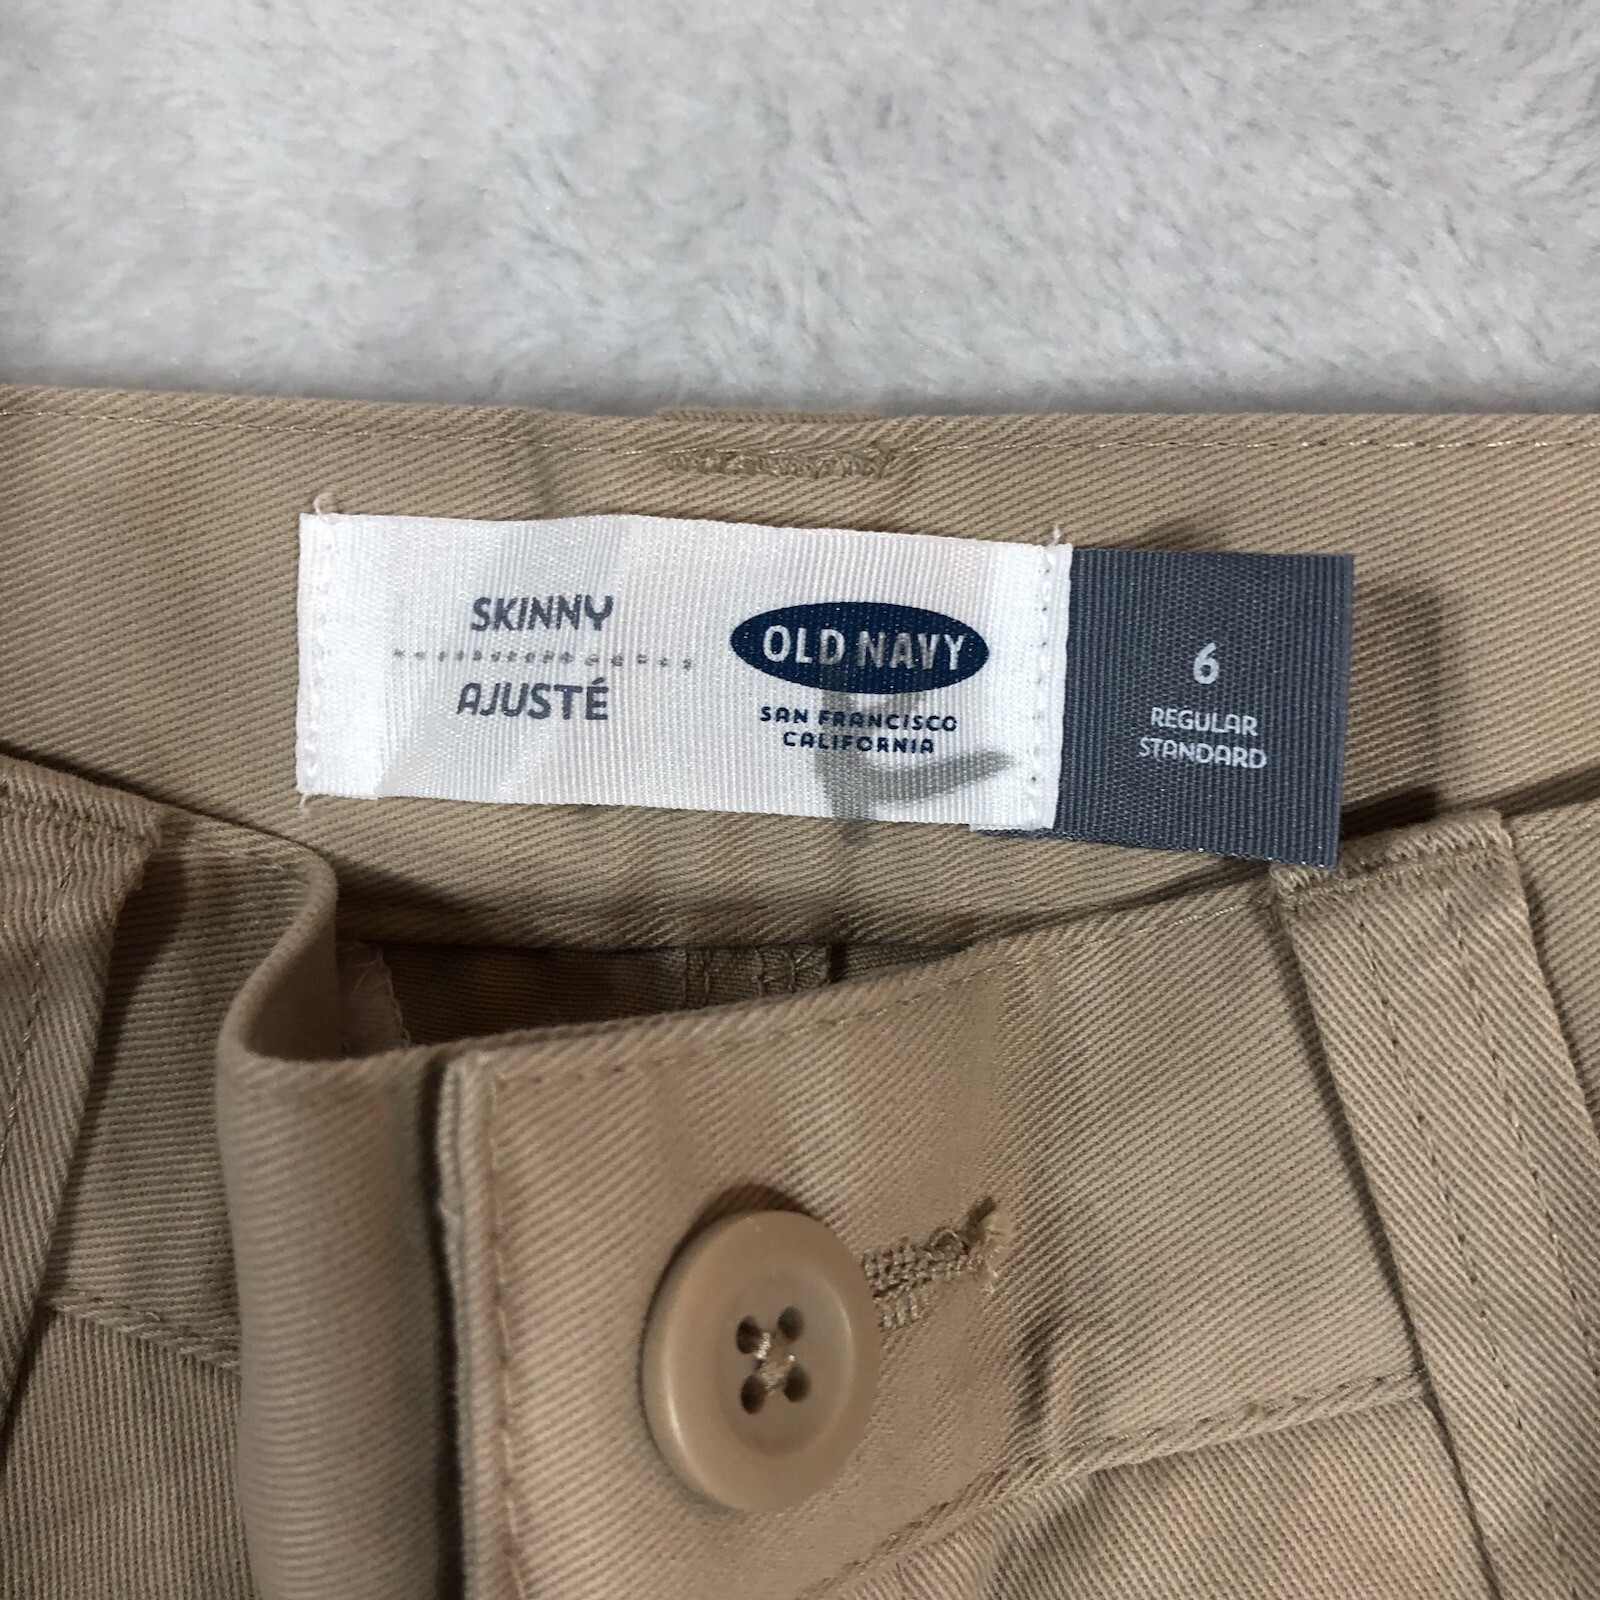 SKINNY
AJUSTÉ
OLD NAVY
SAN FRANCISCO
CALIFORNIA
6
REGULAR
STANDARD